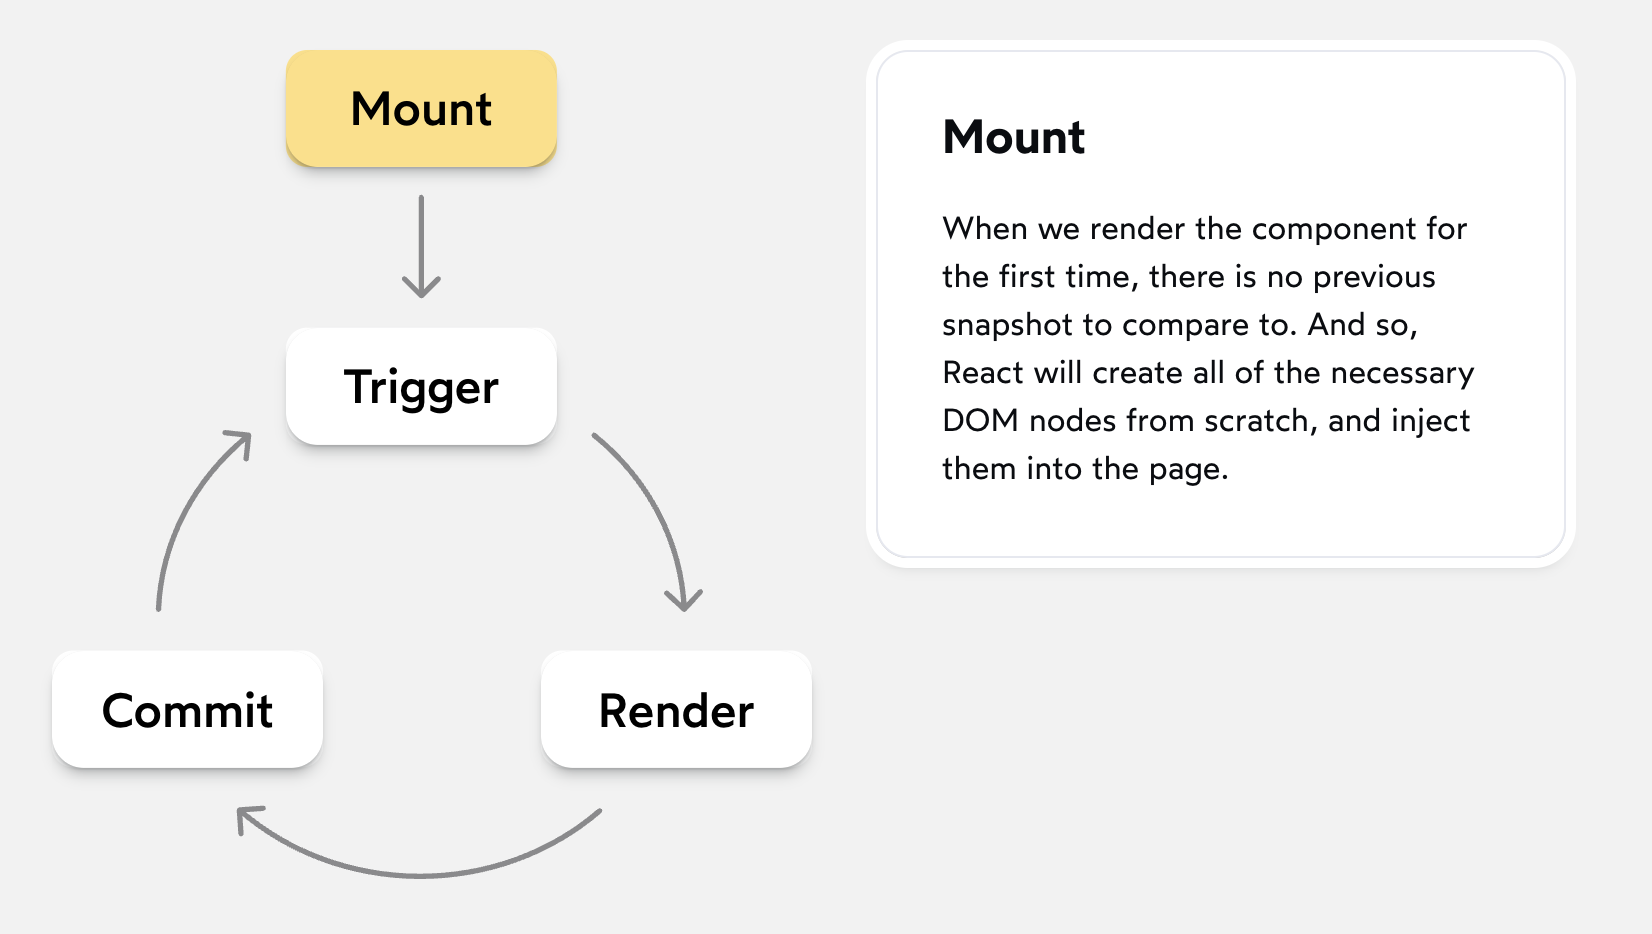 Mount
Trigger
Commit
Render
Mount
When we render the component for
the first time, there is no previous
snapshot to compare to. And so,
React will create all of the necessary
DOM nodes from scratch, and inject
them into the page.